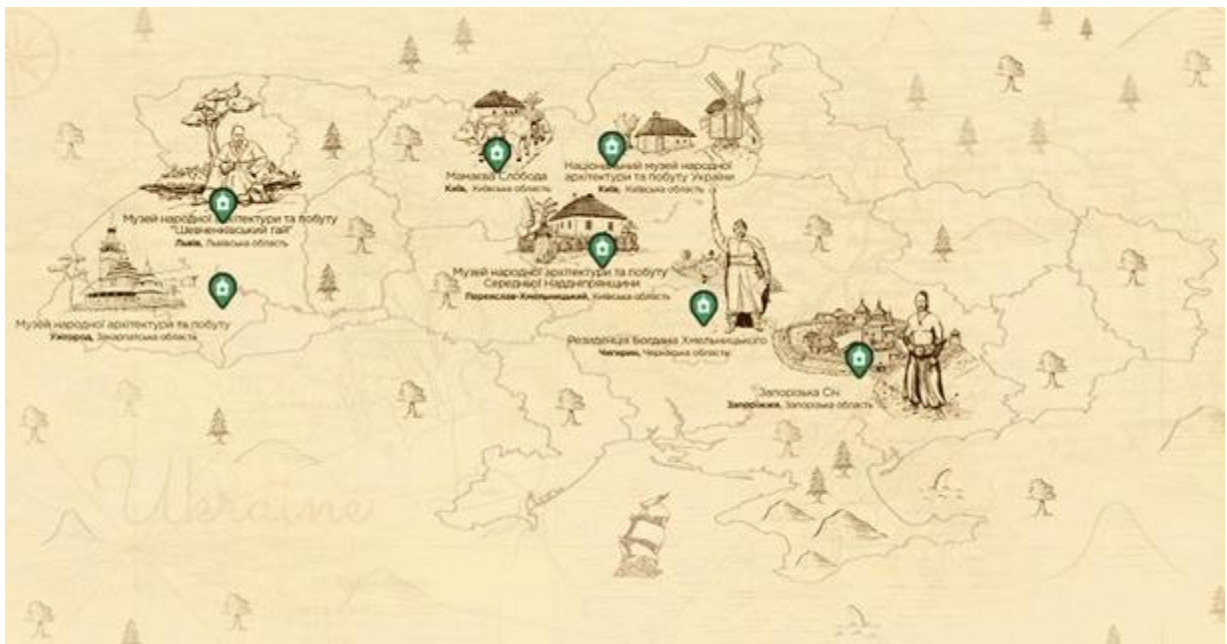 Мамаєва Слобода
Київ, Київська область
Національний музей народної
архітектури та побуту України
Київ, Київська область
Музей народної архітектури та побуту
"Шевченківський гай"
Львів, Львівська область
Музей народної архітектури та побуту
Середньої Наддніпрянщини
Переяслав-Хмельницький, Київська область
Музей народної архітектури та побуту
Ужгород, Закарпатська область
Резиденція Богдана Хмельницького
Чигирин, Черкаська область
Запорізька Січ
Запоріжжя, Запорізька область
Ukraine